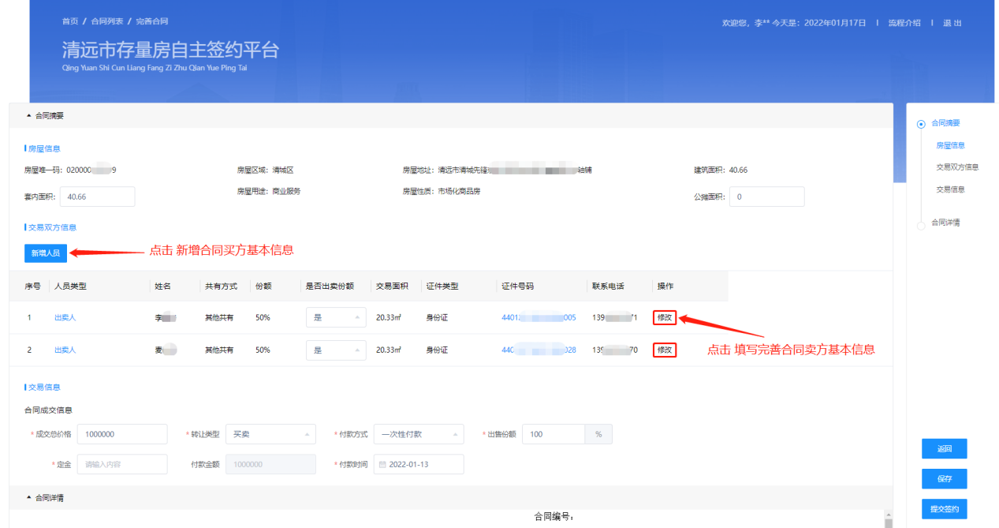 首页 / 合同列表 / 完善合同
欢迎您，李** 今天是：2022年01月17日 | 流程介绍 | 退 出
清远市存量房自主签约平台
Qing Yuan Shi Cun Liang Fang Zi Zhu Qian Yue Ping Tai
合同摘要
房屋信息
房屋唯一码：020000 9 房屋区域：清城区 房屋地址：清远市清城先锋 铀铺 建筑面积：40.66
套内面积：40.66 房屋用途：商业服务 房屋性质：市场化商品房 公摊面积：0
交易双方信息
新增人员 点击 新增合同买方基本信息
序号 人员类型 姓名 共有方式 份额 是否出卖份额 交易面积 证件类型 证件号码 联系电话 操作
1 出卖人 李 其他共有 50% 是 20.33㎡ 身份证 4401 005 139 1 修改
2 出卖人 麦 其他共有 50% 是 20.33㎡ 身份证 440 028 139 70 修改
点击 填写完善合同卖方基本信息
交易信息
合同成交信息
* 成交总价格 1000000 * 转让类型 买卖 * 付款方式 一次性付款 * 出售份额 100 %
* 定金 请输入内容 付款金额 1000000 * 付款时间 2022-01-13
合同详情
合同编号：
合同摘要
房屋信息
交易双方信息
交易信息
合同详情
返回
保存
提交签约